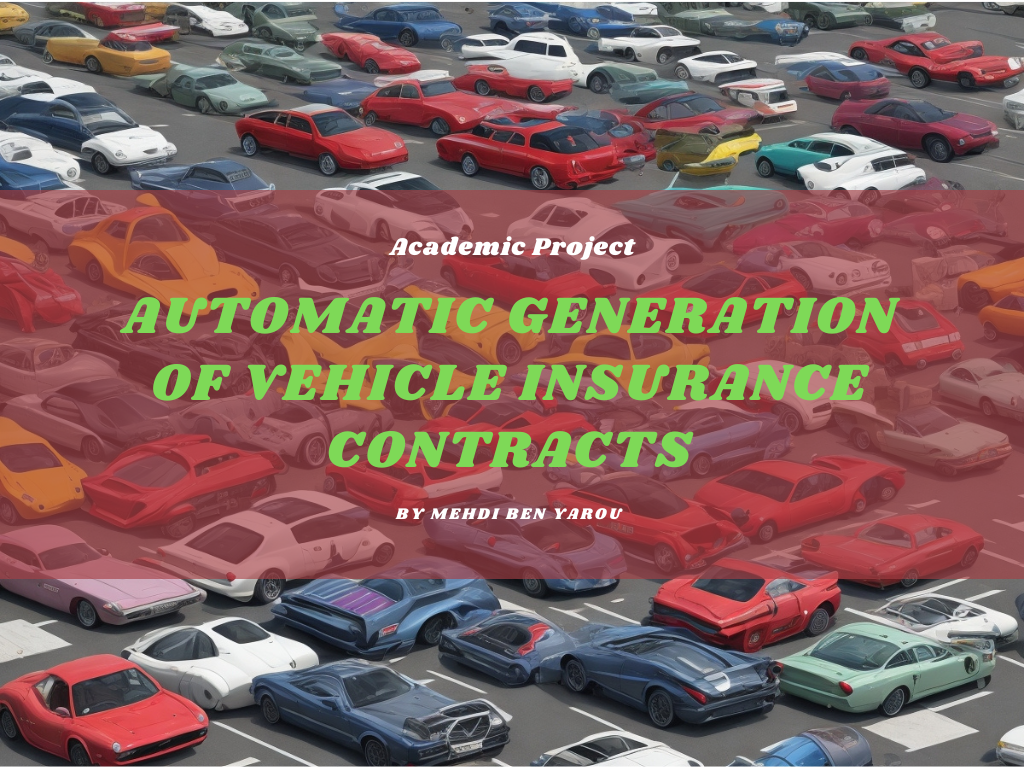 Academic Project
AUTOMATIC GENERATION
OF VEHICLE INSURANCE
CONTRACTS
BY MEHDI BEN YAROU